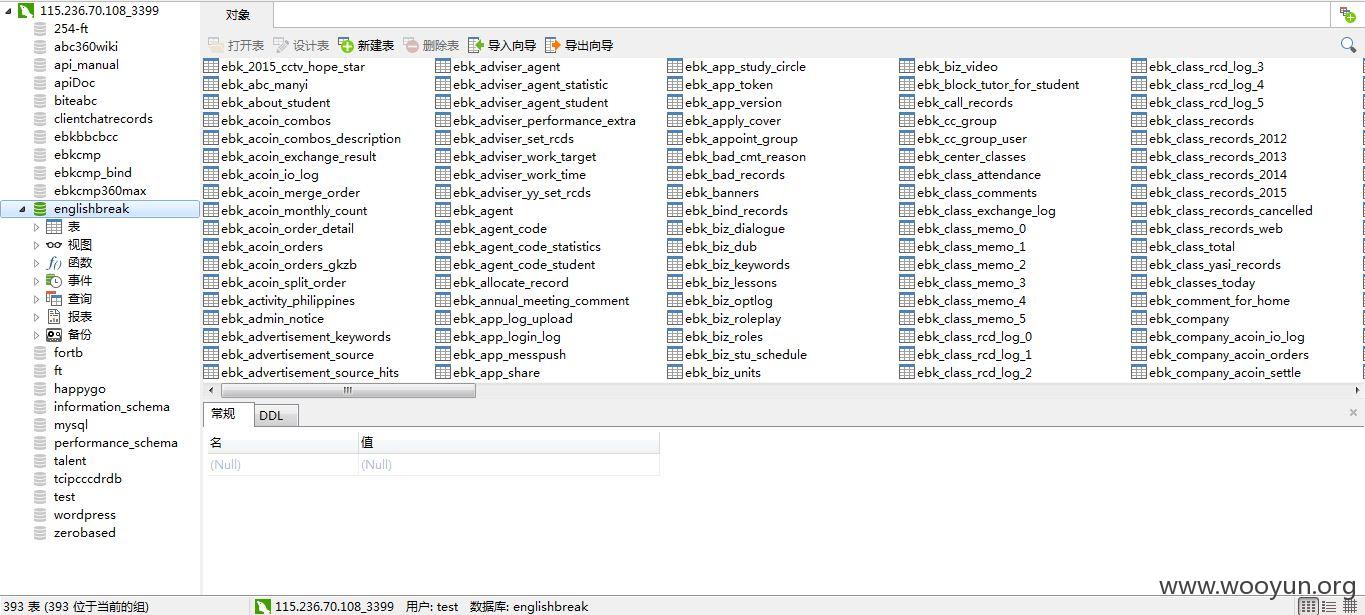 115.236.70.108_3399
254-ft
abc360wiki
api_manual
apiDoc
biteabc
clientchatrecords
ebkbbcbcc
ebkcmp
ebkcmp_bind
ebkcmp360max
englishbreak
表
视图
函数
事件
查询
报表
备份
fortb
ft
happygo
information_schema
mysql
performance_schema
talent
tcipcccdrdb
test
wordpress
zerobased
对象
打开表 设计表 新建表 删除表 导入向导 导出向导
ebk_2015_cctv_hope_star
ebk_abc_manyi
ebk_about_student
ebk_acoin_combos
ebk_acoin_combos_description
ebk_acoin_exchange_result
ebk_acoin_io_log
ebk_acoin_merge_order
ebk_acoin_monthly_count
ebk_acoin_order_detail
ebk_acoin_orders
ebk_acoin_orders_gkzb
ebk_acoin_split_order
ebk_activity_philippines
ebk_admin_notice
ebk_advertisement_keywords
ebk_advertisement_source
ebk_advertisement_source_hits
ebk_adviser_agent
ebk_adviser_agent_statistic
ebk_adviser_agent_student
ebk_adviser_performance_extra
ebk_adviser_set_rcds
ebk_adviser_work_target
ebk_adviser_work_time
ebk_adviser_yy_set_rcds
ebk_agent
ebk_agent_code
ebk_agent_code_statistics
ebk_agent_code_student
ebk_allocate_record
ebk_annual_meeting_comment
ebk_app_log_upload
ebk_app_login_log
ebk_app_messpush
ebk_app_share
ebk_app_study_circle
ebk_app_token
ebk_app_version
ebk_apply_cover
ebk_appoint_group
ebk_bad_cmt_reason
ebk_bad_records
ebk_banners
ebk_bind_records
ebk_biz_dialogue
ebk_biz_dub
ebk_biz_keywords
ebk_biz_lessons
ebk_biz_optlog
ebk_biz_roleplay
ebk_biz_roles
ebk_biz_stu_schedule
ebk_biz_units
ebk_biz_video
ebk_block_tutor_for_student
ebk_call_records
ebk_cc_group
ebk_cc_group_user
ebk_center_classes
ebk_class_attendance
ebk_class_comments
ebk_class_exchange_log
ebk_class_memo_0
ebk_class_memo_1
ebk_class_memo_2
ebk_class_memo_3
ebk_class_memo_4
ebk_class_memo_5
ebk_class_rcd_log_0
ebk_class_rcd_log_1
ebk_class_rcd_log_2
ebk_class_rcd_log_3
ebk_class_rcd_log_4
ebk_class_rcd_log_5
ebk_class_records
ebk_class_records_2012
ebk_class_records_2013
ebk_class_records_2014
ebk_class_records_2015
ebk_class_records_cancelled
ebk_class_records_web
ebk_class_total
ebk_class_yasi_records
ebk_classes_today
ebk_comment_for_home
ebk_company
ebk_company_acoin_io_log
ebk_company_acoin_orders
ebk_company_acoin_settle
常规 DDL
名 值
(Null) (Null)
www.wooyun.org
393 表 (393 位于当前的组) 115.236.70.108_3399 用户: test 数据库: englishbreak